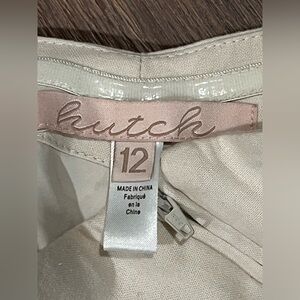 hutch
12
MADE IN CHINA
Fabriqué
en la
Chine